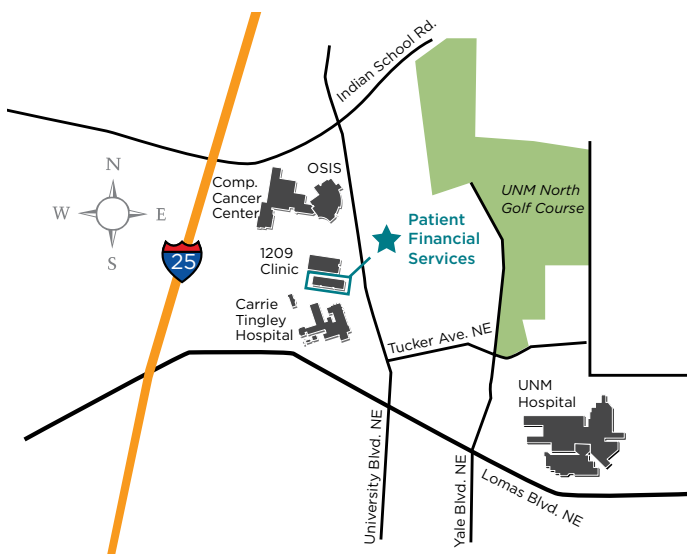 Indian School Rd.
N
W
E
S
Comp.
Cancer
Center
OSIS
UNM North
Golf Course
Patient
Financial
Services
1209
Clinic
25
Carrie
Tingley
Hospital
Tucker Ave. NE
UNM
Hospital
University Blvd. NE
Yale Blvd. NE
Lomas Blvd. NE